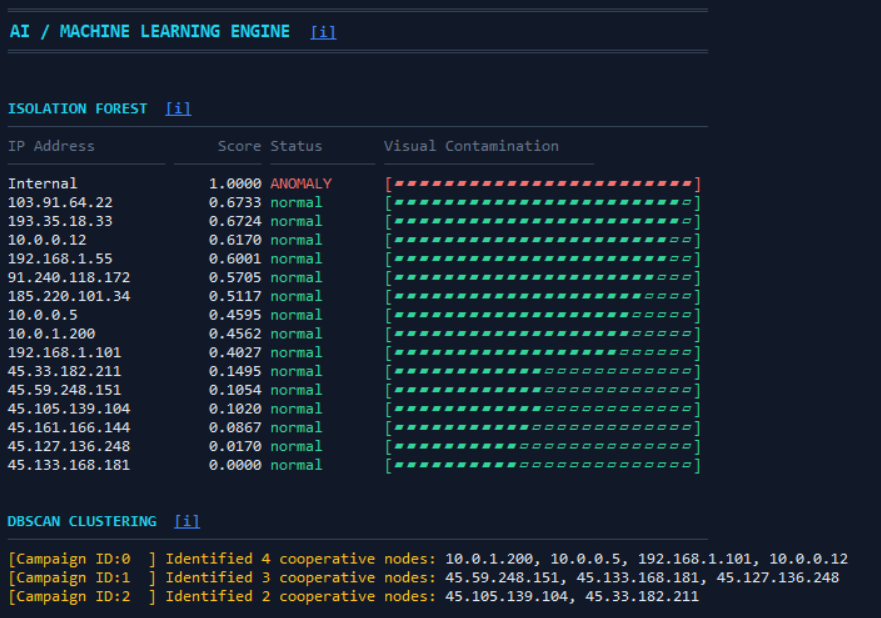 AI / MACHINE LEARNING ENGINE [i]
ISOLATION FOREST [i]
IP Address Score Status Visual Contamination
Internal 1.0000 ANOMALY
103.91.64.22 0.6733 normal
193.35.18.33 0.6724 normal
10.0.0.12 0.6170 normal
192.168.1.55 0.6001 normal
91.240.118.172 0.5705 normal
185.220.101.34 0.5117 normal
10.0.0.5 0.4595 normal
10.0.1.200 0.4562 normal
192.168.1.101 0.4027 normal
45.33.182.211 0.1495 normal
45.59.248.151 0.1054 normal
45.105.139.104 0.1020 normal
45.161.166.144 0.0867 normal
45.127.136.248 0.0170 normal
45.133.168.181 0.0000 normal
DBSCAN CLUSTERING [i]
[Campaign ID:0 ] Identified 4 cooperative nodes: 10.0.1.200, 10.0.0.5, 192.168.1.101, 10.0.0.12
[Campaign ID:1 ] Identified 3 cooperative nodes: 45.59.248.151, 45.133.168.181, 45.127.136.248
[Campaign ID:2 ] Identified 2 cooperative nodes: 45.105.139.104, 45.33.182.211